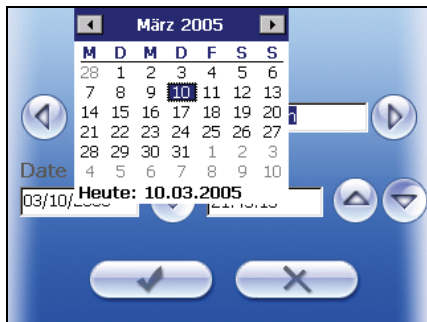 März 2005
M D M D F S S
28 1 2 3 4 5 6
7 8 9 10 11 12 13
14 15 16 17 18 19 20
21 22 23 24 25 26 27
28 29 30 31 1 2 3
4 5 6 7 8 9 10
Date
Heute: 10.03.2005